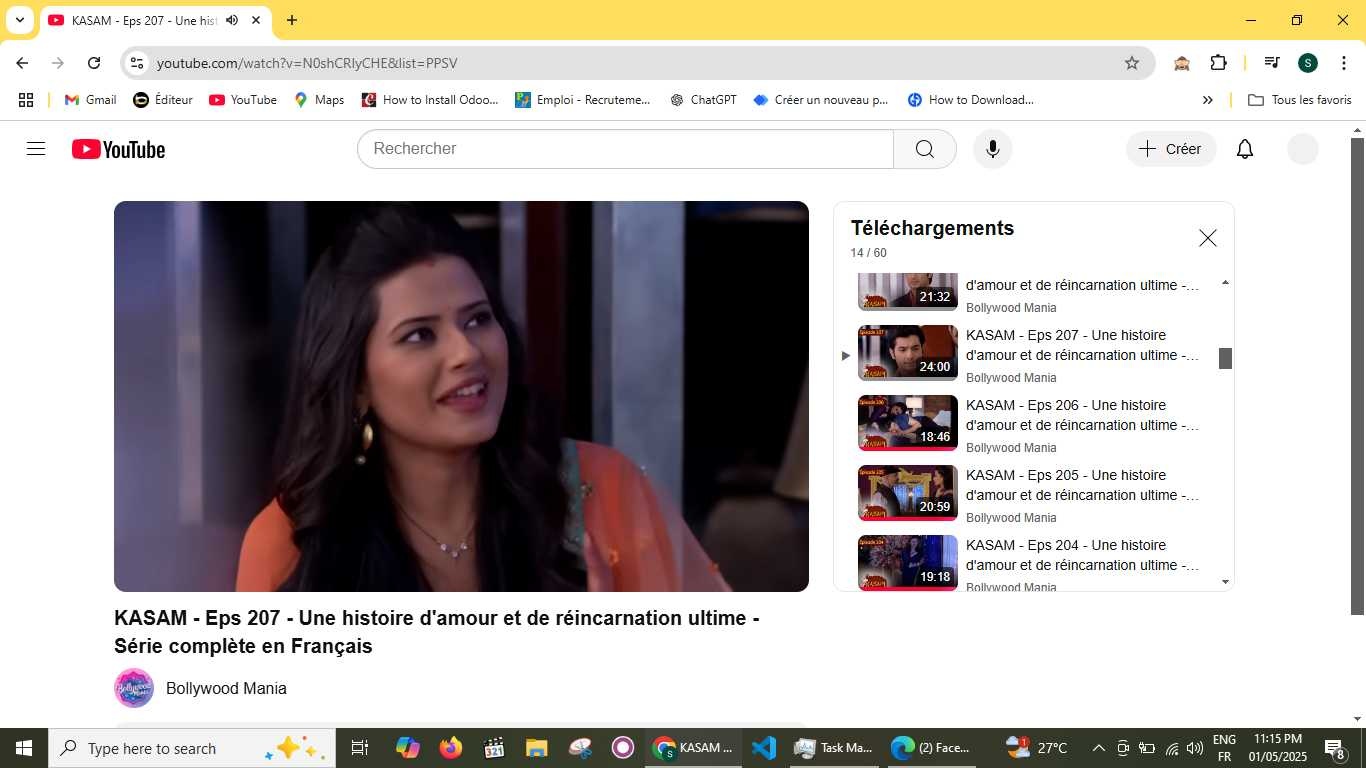 KASAM - Eps 207 - Une hist
youtube.com/watch?v=N0shCRlyCHE&list=PPSV
Gmail
Éditeur
YouTube
Maps
How to Install Odoo...
Emploi - Recruteme...
ChatGPT
Créer un nouveau p...
How to Download...
»
Tous les favoris
S
YouTube
Rechercher
Créer
Téléchargements
14 / 60
21:32
d'amour et de réincarnation ultime -...
Bollywood Mania
KASAM - Eps 207 - Une histoire
d'amour et de réincarnation ultime -...
24:00
Bollywood Mania
KASAM - Eps 206 - Une histoire
d'amour et de réincarnation ultime -...
18:46
Bollywood Mania
KASAM - Eps 205 - Une histoire
d'amour et de réincarnation ultime -...
20:59
Bollywood Mania
KASAM - Eps 204 - Une histoire
d'amour et de réincarnation ultime -...
19:18
Bollywood Mania
KASAM - Eps 207 - Une histoire d'amour et de réincarnation ultime -
Série complète en Français
Bollywood Mania
Type here to search
KASAM ...
Task Ma...
(2) Face...
27°C
ENG
FR
11:15 PM
01/05/2025
8